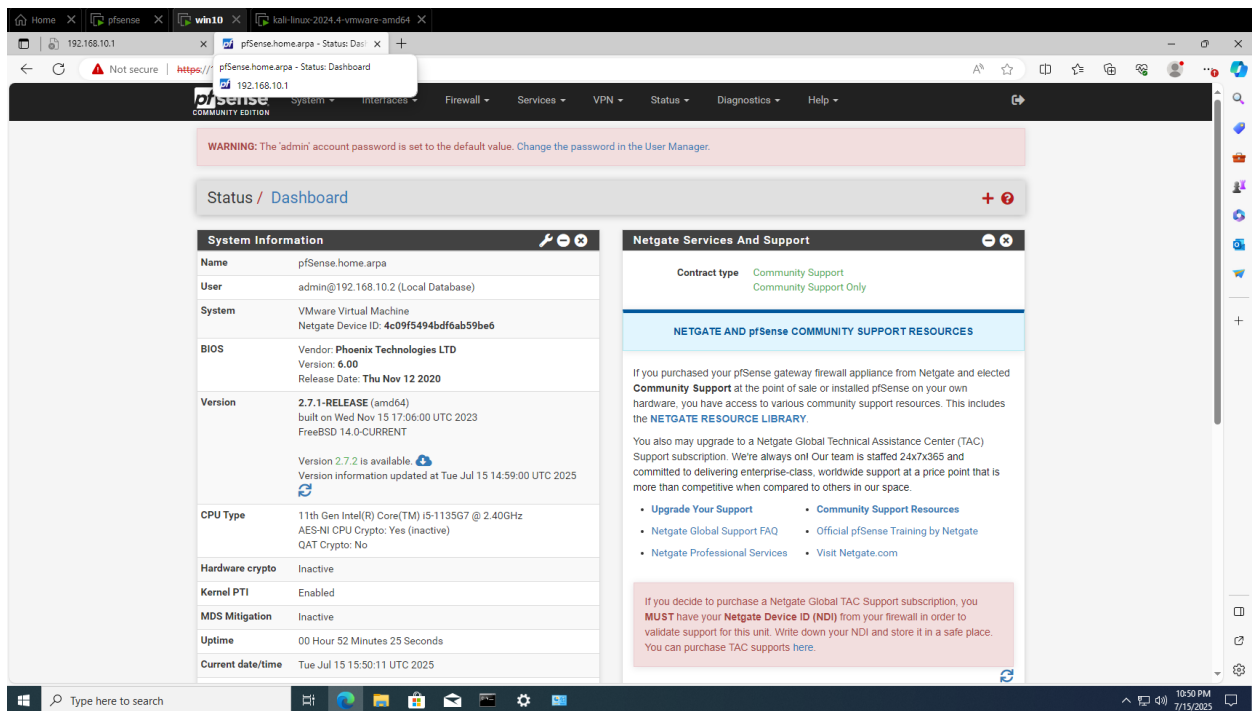 Home
pfsense
win10
kali-linux-2024.4-vmware-amd64
192.168.10.1
pfSense.home.arpa - Status: Das
Not secure
https://
pfSense.home.arpa - Status: Dashboard
192.168.10.1
pfsense
COMMUNITY EDITION
System
Interfaces
Firewall
Services
VPN
Status
Diagnostics
Help
WARNING: The 'admin' account password is set to the default value. Change the password in the User Manager.
Status / Dashboard
System Information
Name pfSense.home.arpa
User admin@192.168.10.2 (Local Database)
System VMware Virtual Machine
Netgate Device ID: 4c09f5494bdf6ab59be6
BIOS Vendor: Phoenix Technologies LTD
Version: 6.00
Release Date: Thu Nov 12 2020
Version 2.7.1-RELEASE (amd64)
built on Wed Nov 15 17:06:00 UTC 2023
FreeBSD 14.0-CURRENT
Version 2.7.2 is available.
Version information updated at Tue Jul 15 14:59:00 UTC 2025
CPU Type 11th Gen Intel(R) Core(TM) i5-1135G7 @ 2.40GHz
AES-NI CPU Crypto: Yes (inactive)
QAT Crypto: No
Hardware crypto Inactive
Kernel PTI Enabled
MDS Mitigation Inactive
Uptime 00 Hour 52 Minutes 25 Seconds
Current date/time Tue Jul 15 15:50:11 UTC 2025
Netgate Services And Support
Contract type Community Support
Community Support Only
NETGATE AND pfSense COMMUNITY SUPPORT RESOURCES
If you purchased your pfSense gateway firewall appliance from Netgate and elected
Community Support at the point of sale or installed pfSense on your own
hardware, you have access to various community support resources. This includes
the NETGATE RESOURCE LIBRARY.
You also may upgrade to a Netgate Global Technical Assistance Center (TAC)
Support subscription. We're always on! Our team is staffed 24x7x365 and
committed to delivering enterprise-class, worldwide support at a price point that is
more than competitive when compared to others in our space.
Upgrade Your Support
Community Support Resources
Netgate Global Support FAQ
Official pfSense Training by Netgate
Netgate Professional Services
Visit Netgate.com
If you decide to purchase a Netgate Global TAC Support subscription, you
MUST have your Netgate Device ID (NDI) from your firewall in order to
validate support for this unit. Write down your NDI and store it in a safe place.
You can purchase TAC supports here.
Type here to search
10:50 PM
7/15/2025